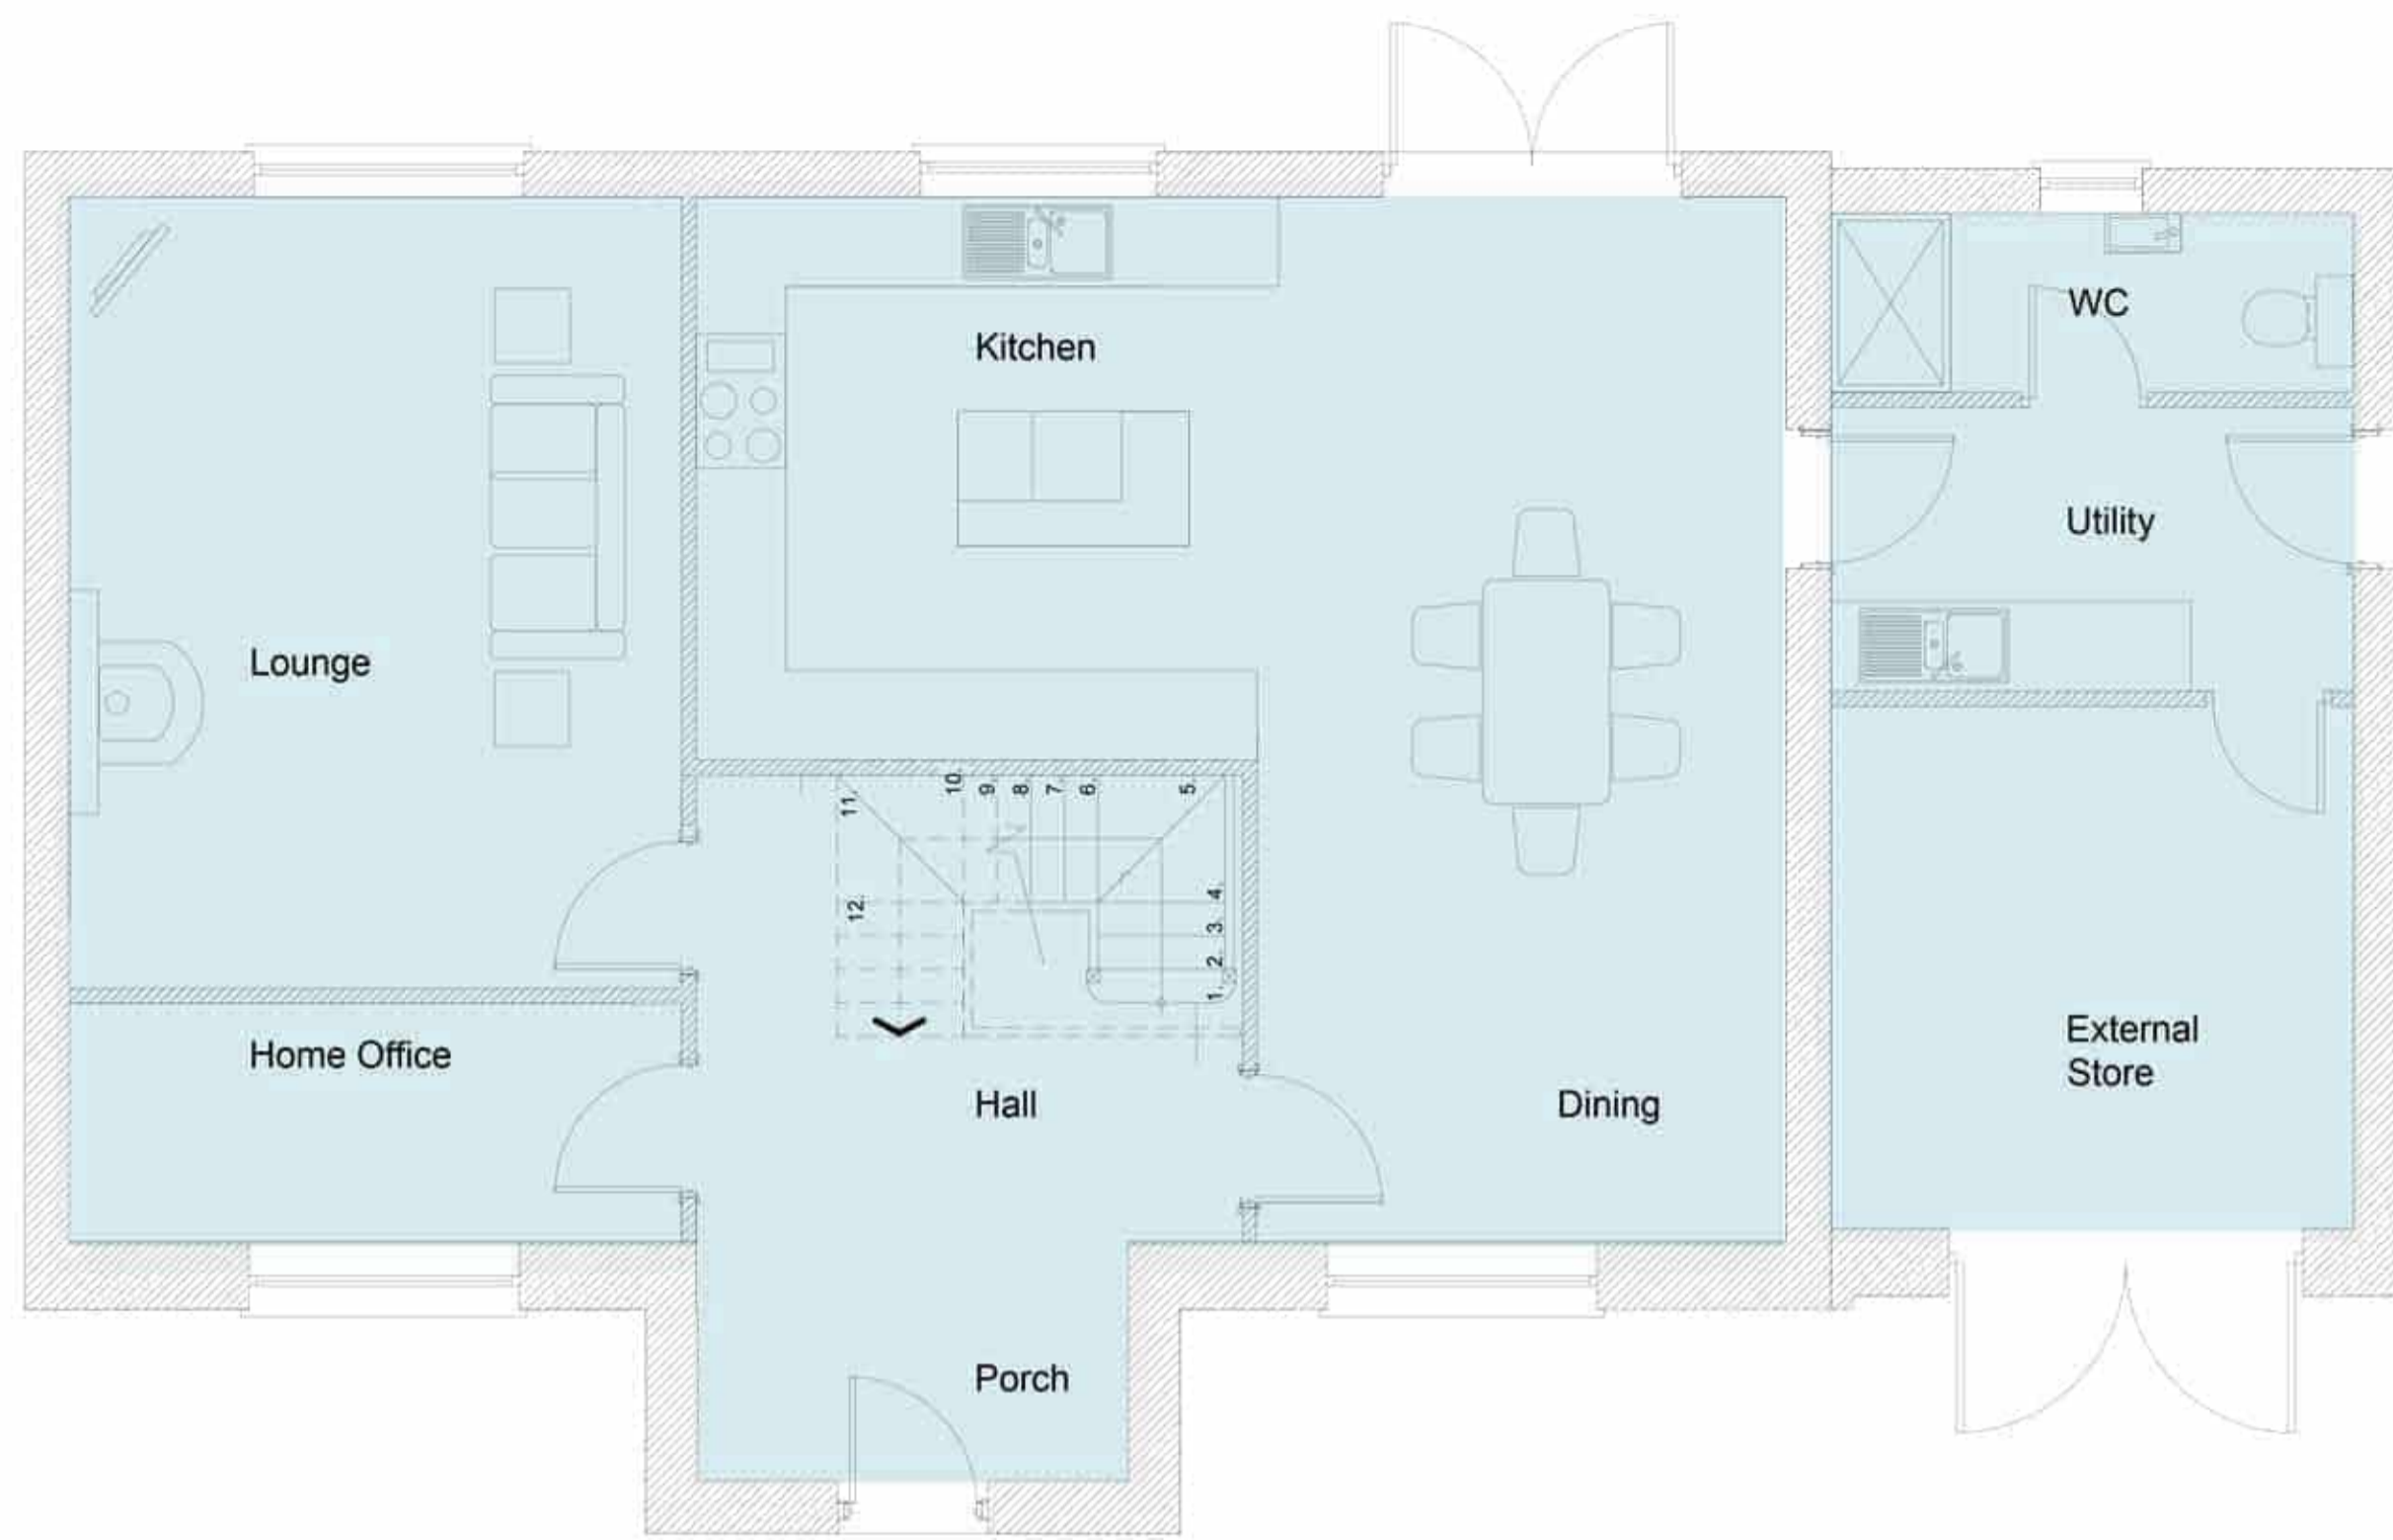 WC
Kitchen
Utility
Lounge
10.
9.
8.
7.
6.
5.
11.
12.
4.
3.
2.
1.
External
Store
Home Office
Hall
Dining
Porch